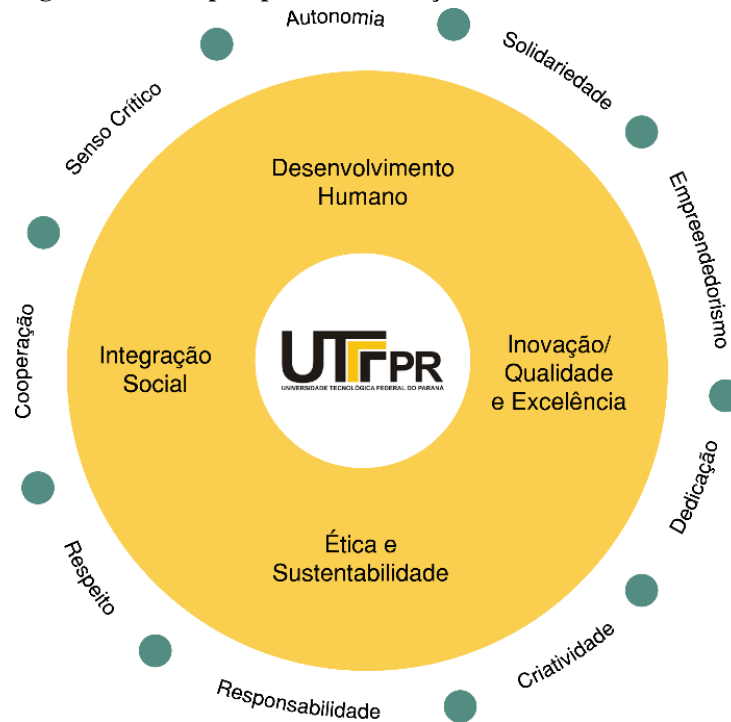 Autonomia
Solidariedade
Senso Crítico
Empreendedorismo
Desenvolvimento
Humano
Cooperação
Integração
Social
UTFPR
UNIVERSIDADE TECNOLÓGICA FEDERAL DO PARANÁ
Inovação/
Qualidade
e Excelência
Dedicação
Ética e
Sustentabilidade
Respeito
Criatividade
Responsabilidade